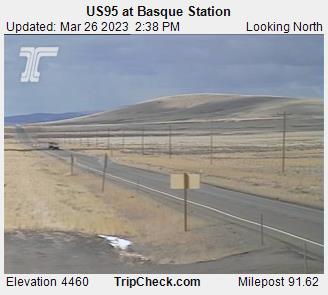 US95 at Basque Station
Updated: Mar 26 2023 2:38 PM Looking North
Elevation 4460 TripCheck.com Milepost 91.62